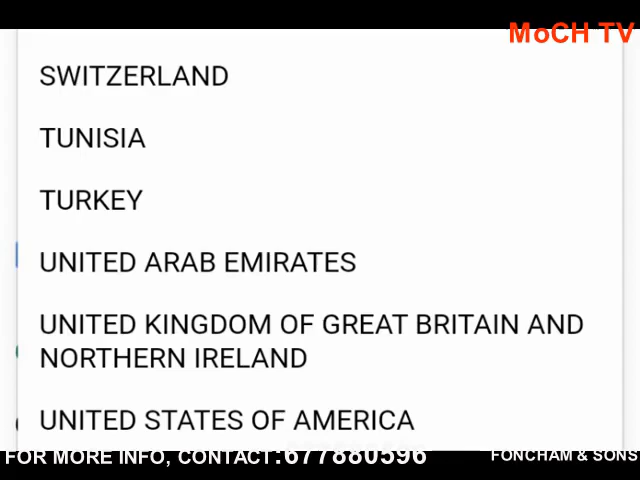 MoCH TV
SWITZERLAND
TUNISIA
TURKEY
UNITED ARAB EMIRATES
UNITED KINGDOM OF GREAT BRITAIN AND
NORTHERN IRELAND
UNITED STATES OF AMERICA
FOR MORE INFO, CONTACT:677880596
FONCHAM & SONS